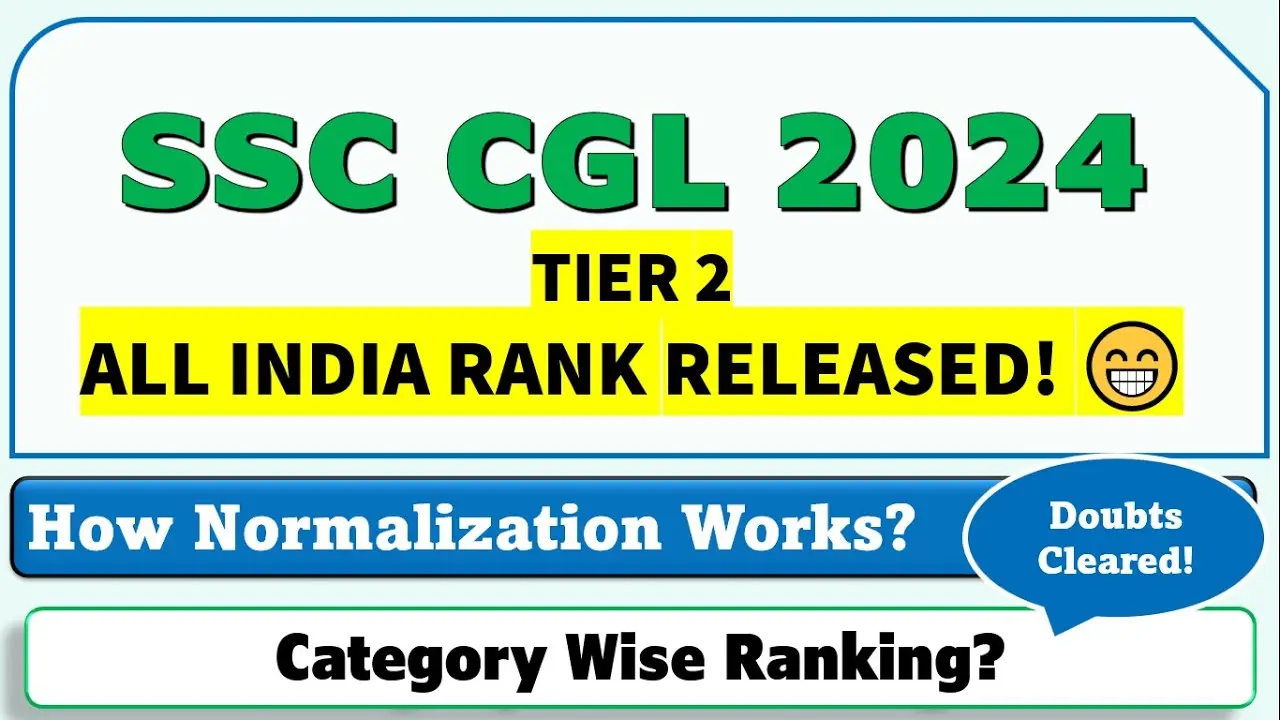 SSC CGL 2024
TIER 2
ALL INDIA RANK RELEASED! 😁
How Normalization Works?
Doubts
Cleared!
Category Wise Ranking?